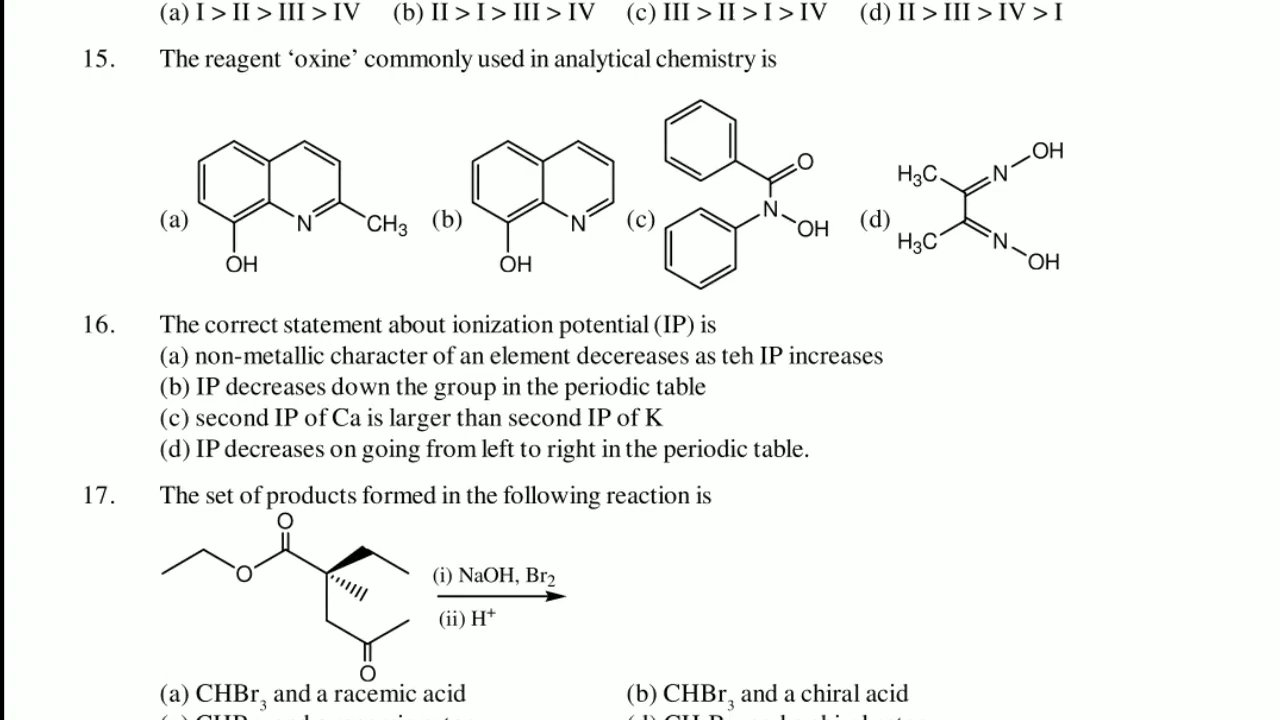 (a) I > II > III > IV (b) II > I > III > IV (c) III > II > I > IV (d) II > III > IV > I
15. The reagent ‘oxine’ commonly used in analytical chemistry is
(a) N CH₃ OH (b) N OH (c) O N OH (d) H₃C N OH H₃C N OH
16. The correct statement about ionization potential (IP) is
(a) non-metallic character of an element decereases as teh IP increases
(b) IP decreases down the group in the periodic table
(c) second IP of Ca is larger than second IP of K
(d) IP decreases on going from left to right in the periodic table.
17. The set of products formed in the following reaction is
O
O
(i) NaOH, Br₂
(ii) H⁺
O
(a) CHBr₃ and a racemic acid (b) CHBr₃ and a chiral acid